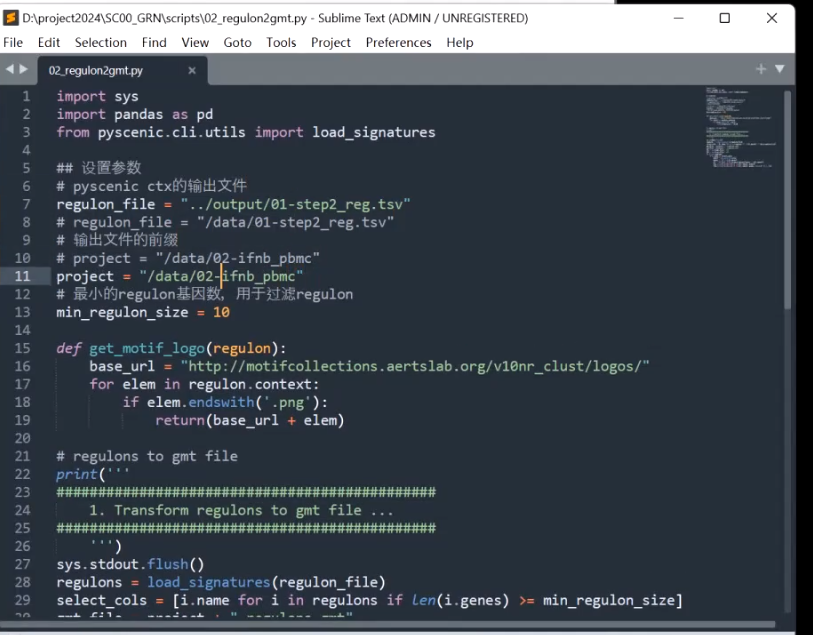 D:\project2024\SC00_GRN\scripts\02_regulon2gmt.py - Sublime Text (ADMIN / UNREGISTERED)
File Edit Selection Find View Goto Tools Project Preferences Help
02_regulon2gmt.py
1 import sys
2 import pandas as pd
3 from pyscenic.cli.utils import load_signatures
4
5 ## 设置参数
6 # pyscenic ctx的输出文件
7 regulon_file = "../output/01-step2_reg.tsv"
8 # regulon_file = "/data/01-step2_reg.tsv"
9 # 输出文件的前缀
10 # project = "/data/02-ifnb_pbmc"
11 project = "/data/02-ifnb_pbmc"
12 # 最小的regulon基因数, 用于过滤regulon
13 min_regulon_size = 10
14
15 def get_motif_logo(regulon):
16 base_url = "http://motifcollections.aertslab.org/v10nr_clust/logos/"
17 for elem in regulon.context:
18 if elem.endswith('.png'):
19 return(base_url + elem)
20
21 # regulons to gmt file
22 print('''
23 ##############################################
24 1. Transform regulons to gmt file ...
25 ##############################################
26 ''')
27 sys.stdout.flush()
28 regulons = load_signatures(regulon_file)
29 select_cols = [i.name for i in regulons if len(i.genes) >= min_regulon_size]